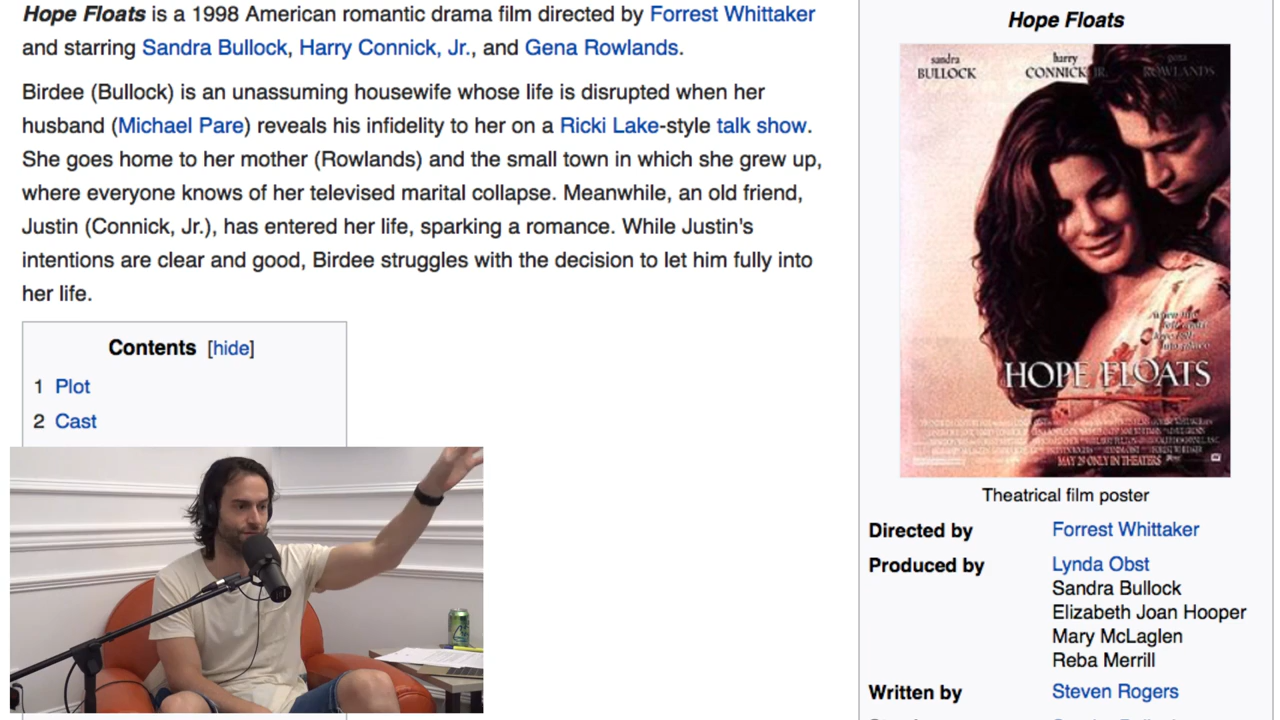 Hope Floats is a 1998 American romantic drama film directed by Forrest Whittaker
and starring Sandra Bullock, Harry Connick, Jr., and Gena Rowlands.
Birdee (Bullock) is an unassuming housewife whose life is disrupted when her
husband (Michael Pare) reveals his infidelity to her on a Ricki Lake-style talk show.
She goes home to her mother (Rowlands) and the small town in which she grew up,
where everyone knows of her televised marital collapse. Meanwhile, an old friend,
Justin (Connick, Jr.), has entered her life, sparking a romance. While Justin's
intentions are clear and good, Birdee struggles with the decision to let him fully into
her life.
Contents [hide]
1 Plot
2 Cast
Hope Floats
sandra
BULLOCK
harry
CONNICK JR.
gena
ROWLANDS
HOPE FLOATS
MAY 29 ONLY IN THEATERS
Theatrical film poster
Directed by Forrest Whittaker
Produced by Lynda Obst
Sandra Bullock
Elizabeth Joan Hooper
Mary McLaglen
Reba Merrill
Written by Steven Rogers